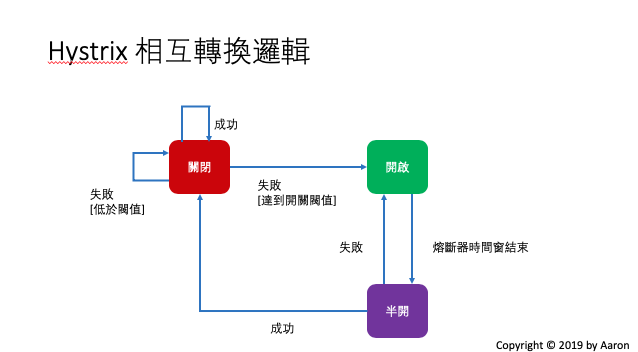 Hystrix 相互轉換邏輯
成功
關閉
開啟
失敗
[低於閥值]
失敗
[達到開關閥值]
失敗
熔斷器時間窗結束
半開
成功
Copyright © 2019 by Aaron